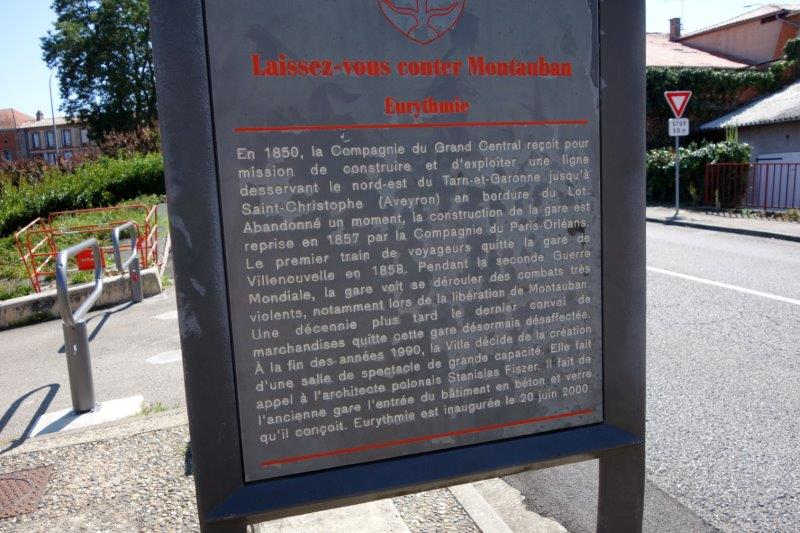 Laissez-vous conter Montauban
Eurythmie
En 1850, la Compagnie du Grand Central reçoit pour
mission de construire et d'exploiter une ligne
desservant le nord-est du Tarn-et-Garonne jusqu'à
Saint-Christophe (Aveyron) en bordure du Lot.
Abandonné un moment, la construction de la gare est
reprise en 1857 par la Compagnie du Paris-Orléans.
Le premier train de voyageurs quitte la gare de
Villenouvelle en 1858. Pendant la seconde Guerre
Mondiale, la gare voit se dérouler des combats très
violents, notamment lors de la libération de Montauban.
Une décennie plus tard le dernier convoi de
marchandises quitte cette gare désormais désaffectée.
À la fin des années 1990, la Ville décide de la création
d'une salle de spectacle de grande capacité. Elle fait
appel à l'architecte polonais Stanislas Fiszer. Il fait de
l'ancienne gare l'entrée du bâtiment en béton et verre
qu'il conçoit. Eurythmie est inaugurée le 20 juin 2000.
STOP